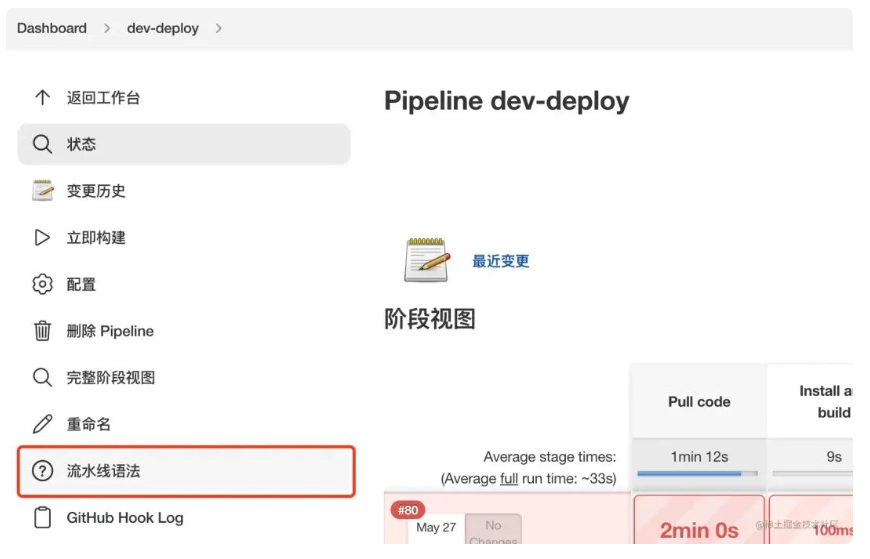 Dashboard > dev-deploy >
返回工作台
状态
变更历史
立即构建
配置
删除 Pipeline
完整阶段视图
重命名
流水线语法
GitHub Hook Log
Pipeline dev-deploy
最近变更
阶段视图
Pull code
Install a
build
Average stage times:
(Average full run time: ~33s)
1min 12s
9s
#80
May 27
No
Changes
2min 0s
100ms
@稀土掘金技术社区